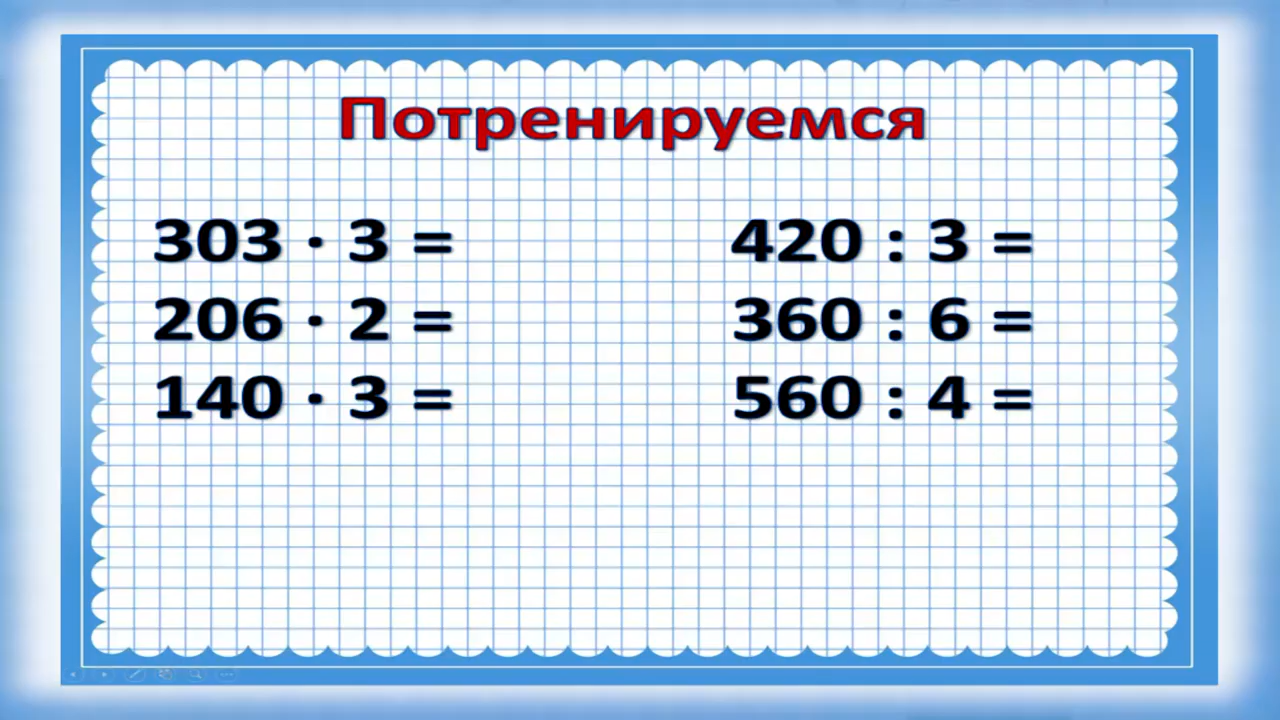 Потренируемся
303 · 3 = 420 : 3 =
206 · 2 = 360 : 6 =
140 · 3 = 560 : 4 =